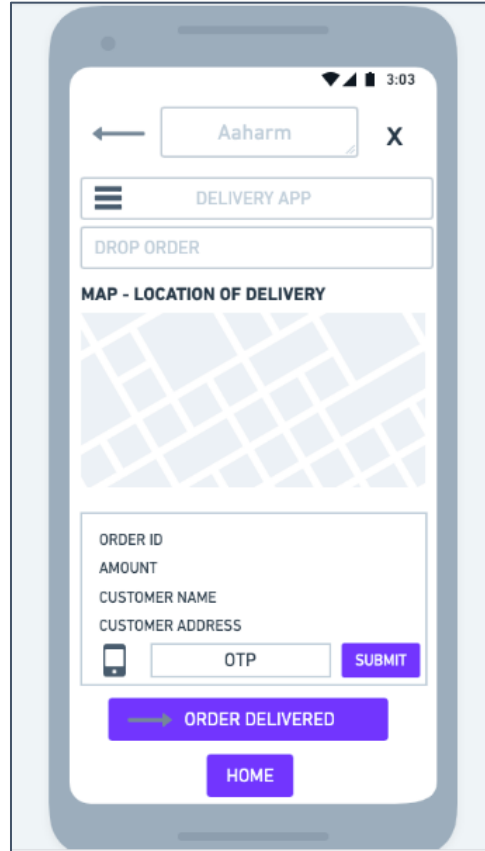 3:03
Aaharm X
DELIVERY APP
DROP ORDER
MAP - LOCATION OF DELIVERY
ORDER ID
AMOUNT
CUSTOMER NAME
CUSTOMER ADDRESS
OTP SUBMIT
ORDER DELIVERED
HOME